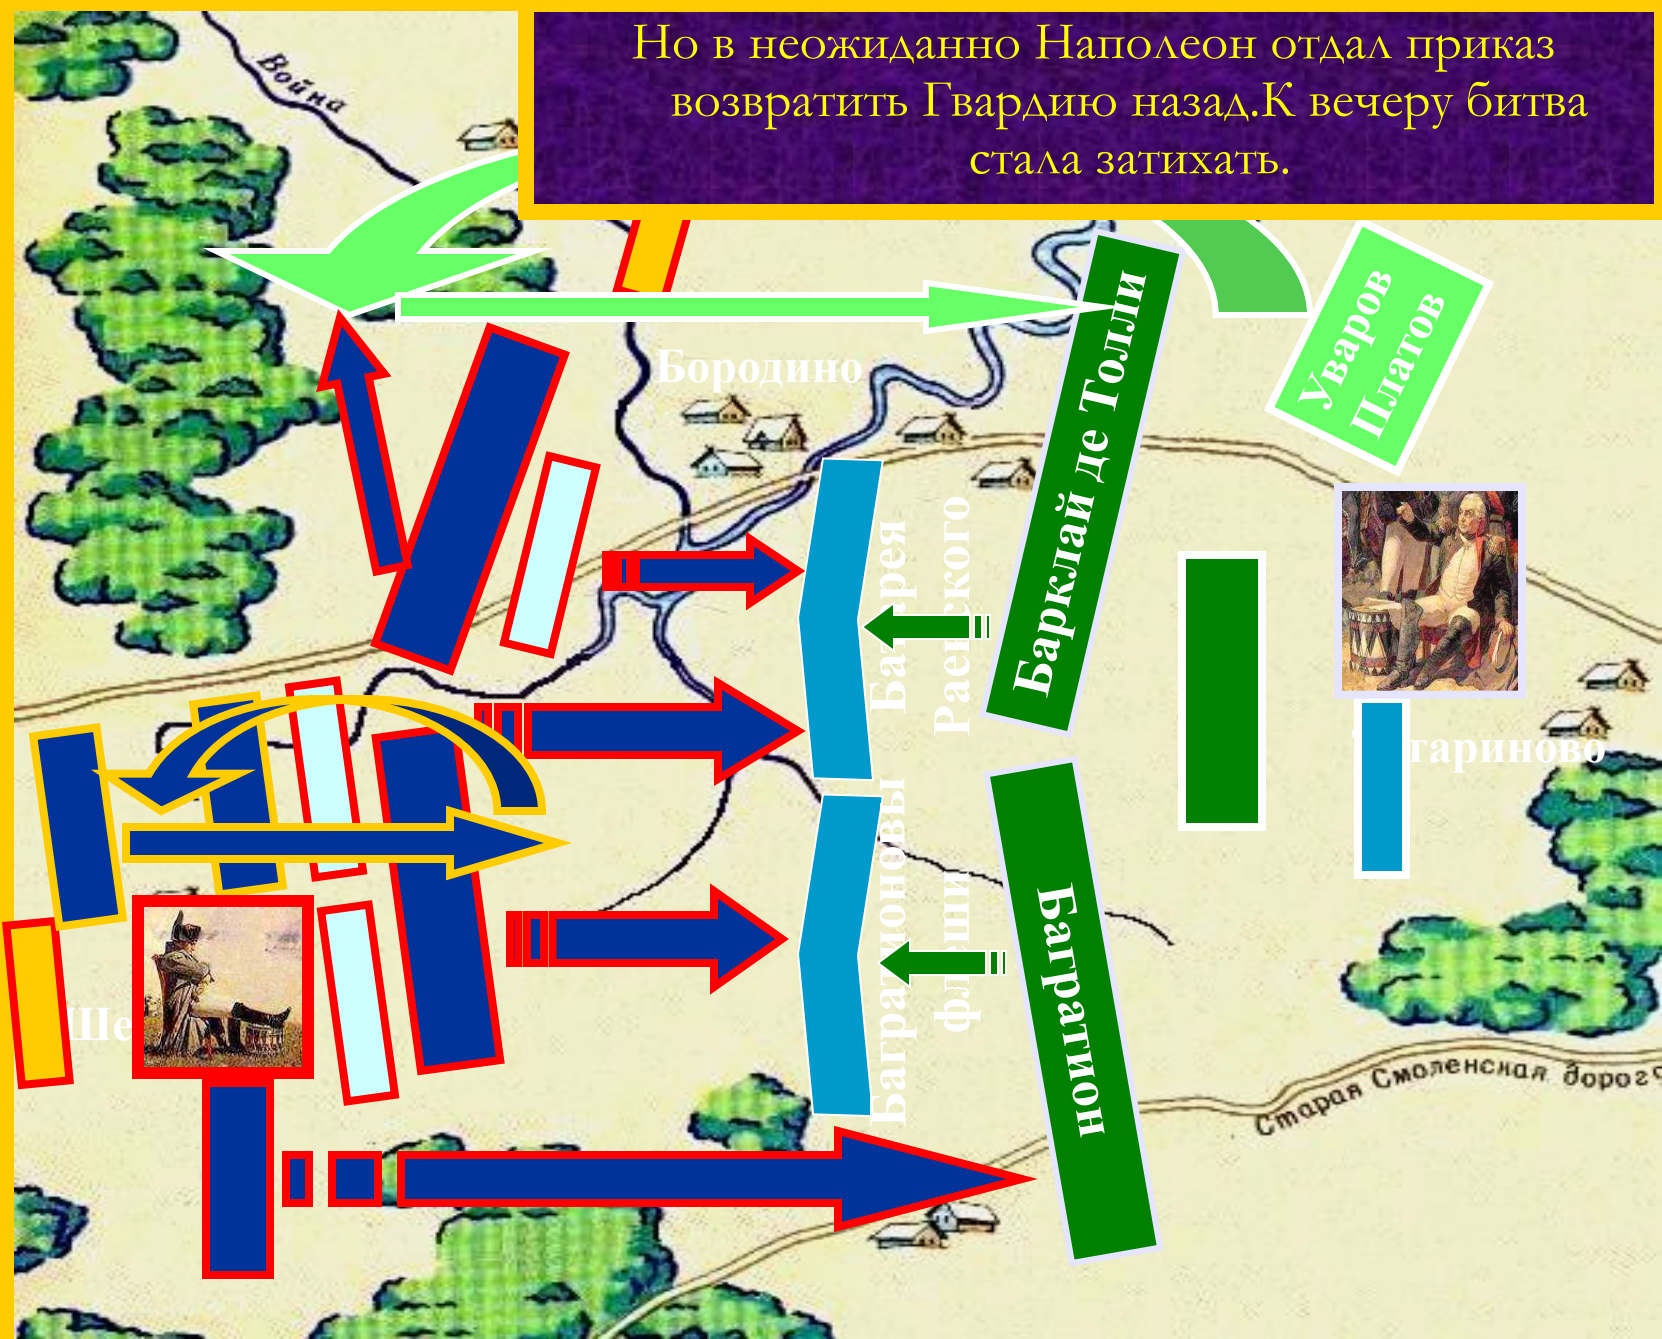 Но в неожиданно Наполеон отдал приказ
возвратить Гвардию назад.К вечеру битва
стала затихать.
Война
Бородино
Уваров
Платов
Барклай де Толли
Батарея
Раевского
Багратионовы
флеши
Багратион
Старая Смоленская дорога